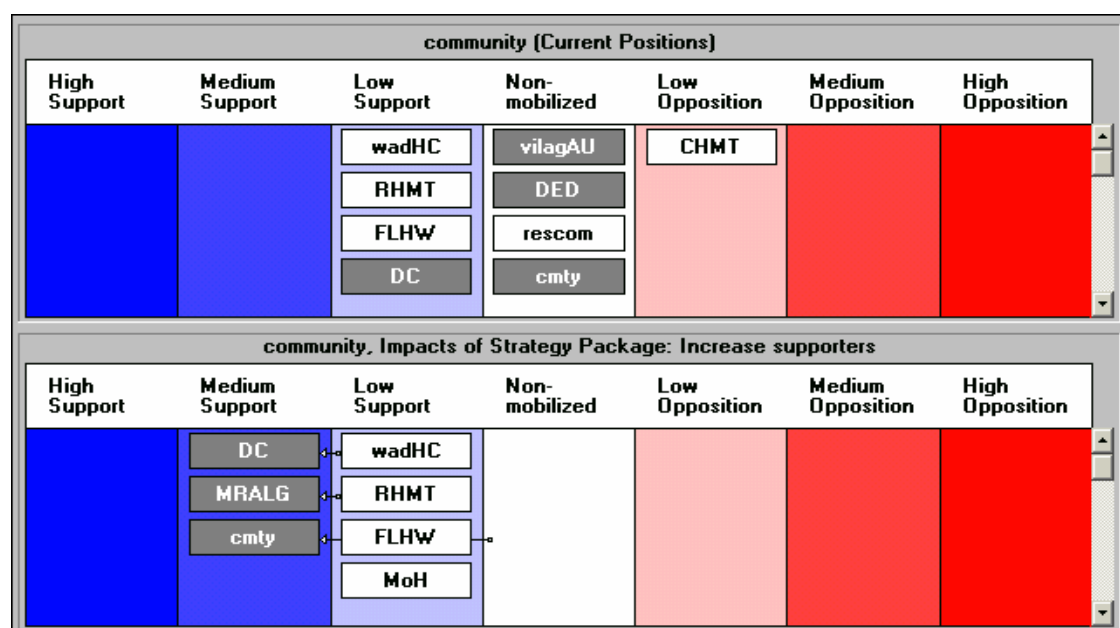 community (Current Positions)
High Support
Medium Support
Low Support
Non-mobilized
Low Opposition
Medium Opposition
High Opposition
wadHC
vilagAU
CHMT
RHMT
DED
FLHW
rescom
DC
cmty
community, Impacts of Strategy Package: Increase supporters
High Support
Medium Support
Low Support
Non-mobilized
Low Opposition
Medium Opposition
High Opposition
DC
wadHC
MRALG
RHMT
cmty
FLHW
MoH